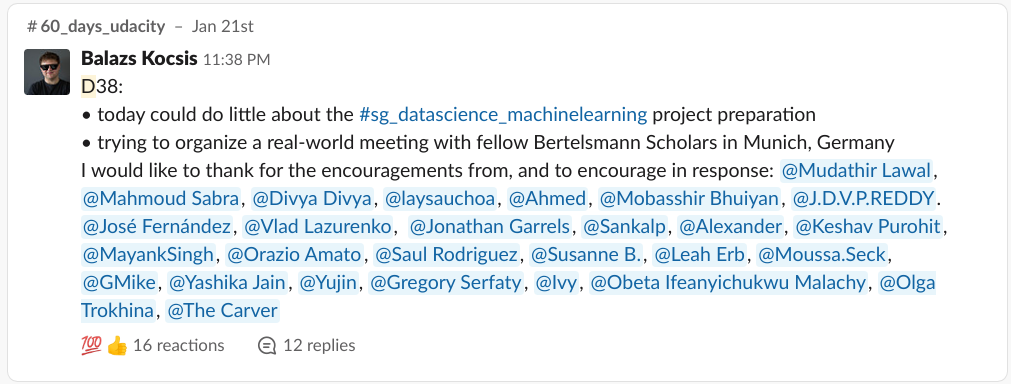 # 60_days_udacity – Jan 21st
Balazs Kocsis 11:38 PM
D38:
• today could do little about the #sg_datascience_machinelearning project preparation
• trying to organize a real-world meeting with fellow Bertelsmann Scholars in Munich, Germany
I would like to thank for the encouragements from, and to encourage in response: @Mudathir Lawal,
@Mahmoud Sabra, @Divya Divya, @laysauchoa, @Ahmed, @Mobasshir Bhuiyan, @J.D.V.P.REDDY.
@José Fernández, @Vlad Lazurenko, @Jonathan Garrels, @Sankalp, @Alexander, @Keshav Purohit,
@MayankSingh, @Orazio Amato, @Saul Rodriguez, @Susanne B., @Leah Erb, @Moussa.Seck,
@GMike, @Yashika Jain, @Yujin, @Gregory Serfaty, @Ivy, @Obeta Ifeanyichukwu Malachy, @Olga
Trokhina, @The Carver
💯 👍 16 reactions 12 replies